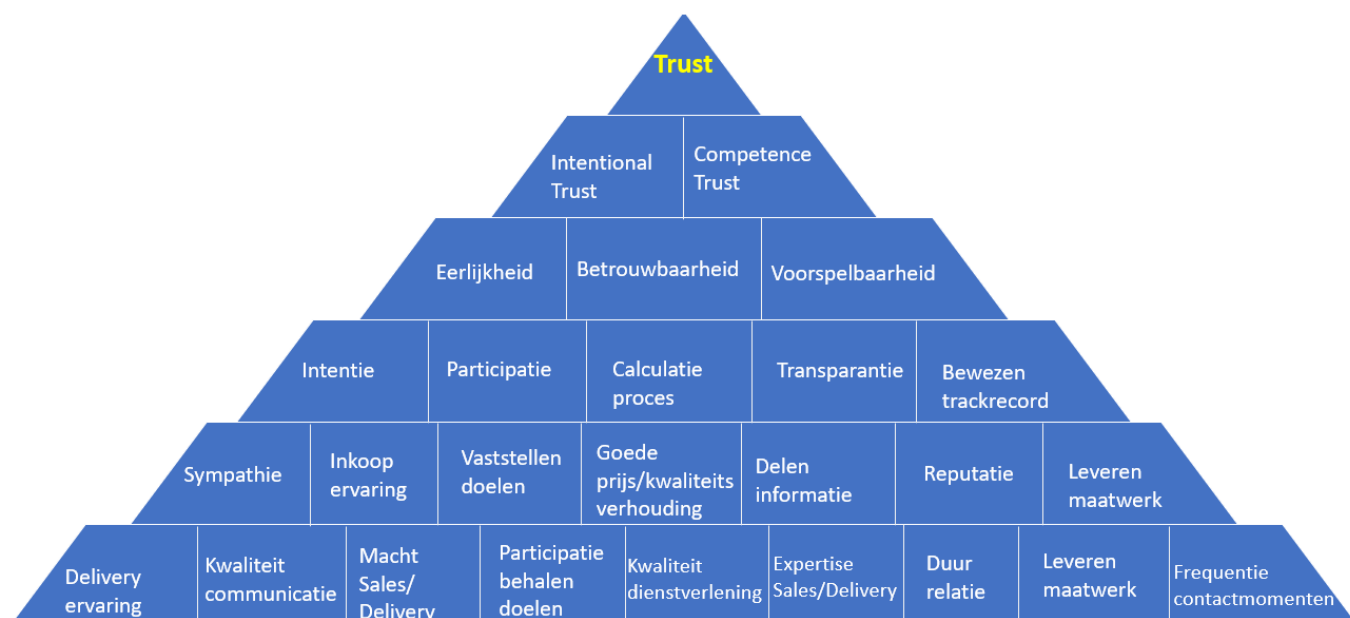 Trust
Intentional
Trust
Competence
Trust
Eerlijkheid
Betrouwbaarheid
Voorspelbaarheid
Intentie
Participatie
Calculatie
proces
Transparantie
Bewezen
trackrecord
Sympathie
Inkoop
ervaring
Vaststellen
doelen
Goede
prijs/kwaliteits
verhouding
Delen
informatie
Reputatie
Leveren
maatwerk
Delivery
ervaring
Kwaliteit
communicatie
Macht
Sales/
Delivery
Participatie
behalen
doelen
Kwaliteit
dienstverlening
Expertise
Sales/Delivery
Duur
relatie
Leveren
maatwerk
Frequentie
contactmomenten